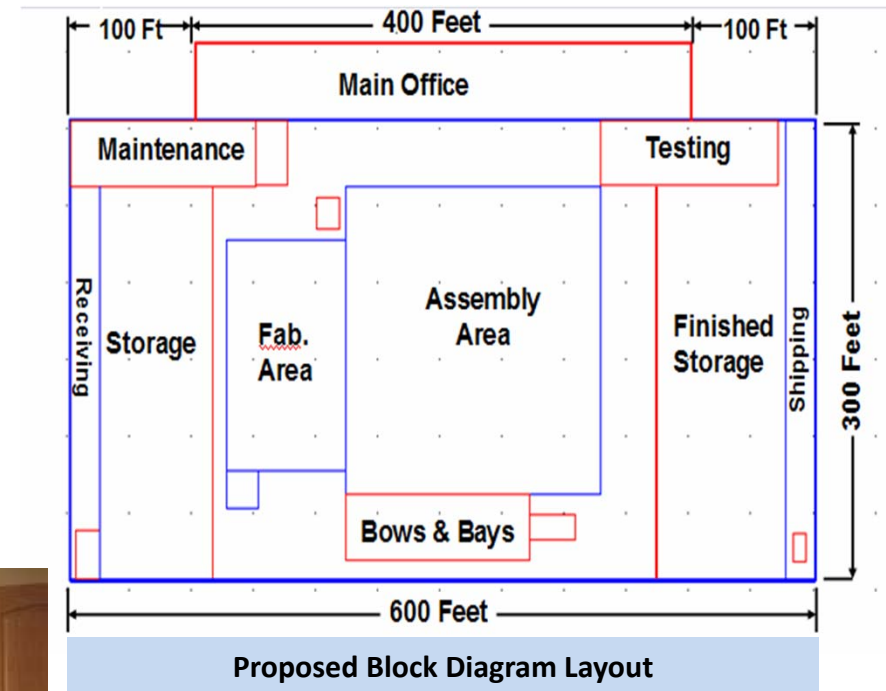 100 Ft
400 Feet
100 Ft
Main Office
Maintenance
Testing
Receiving
Storage
Fab.
Area
Assembly
Area
Finished
Storage
Shipping
300 Feet
Bows & Bays
600 Feet
Proposed Block Diagram Layout